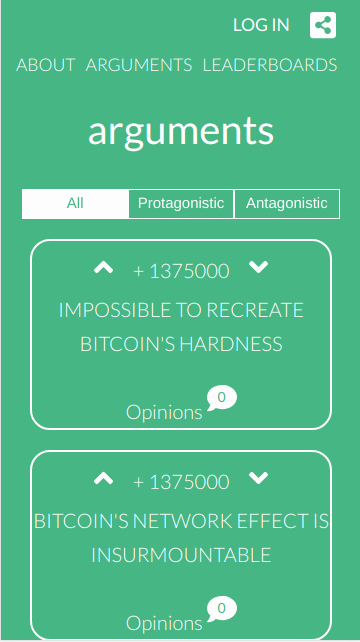 LOG IN
ABOUT ARGUMENTS LEADERBOARDS
arguments
All Protagonistic Antagonistic
+ 1375000
IMPOSSIBLE TO RECREATE
BITCOIN'S HARDNESS
Opinions 0
+ 1375000
BITCOIN'S NETWORK EFFECT IS
INSURMOUNTABLE
Opinions 0